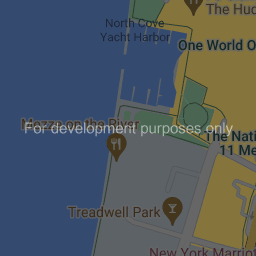 The Hud
North Cove
Yacht Harbor
One World O
Mezze on the River
For development purposes only
The Nati
11 Me
Treadwell Park
New York Marriot